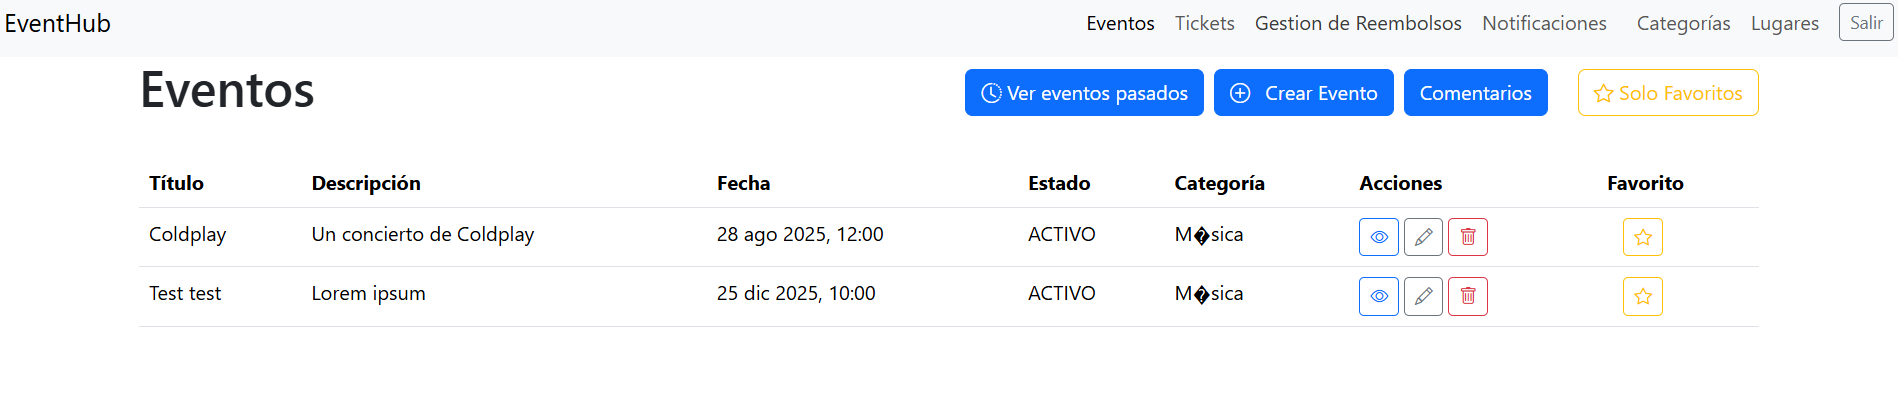 EventHub Eventos Tickets Gestion de Reembolsos Notificaciones Categorías Lugares Salir
Eventos Ver eventos pasados Crear Evento Comentarios Solo Favoritos
Título Descripción Fecha Estado Categoría Acciones Favorito
Coldplay Un concierto de Coldplay 28 ago 2025, 12:00 ACTIVO M�sica
Test test Lorem ipsum 25 dic 2025, 10:00 ACTIVO M�sica